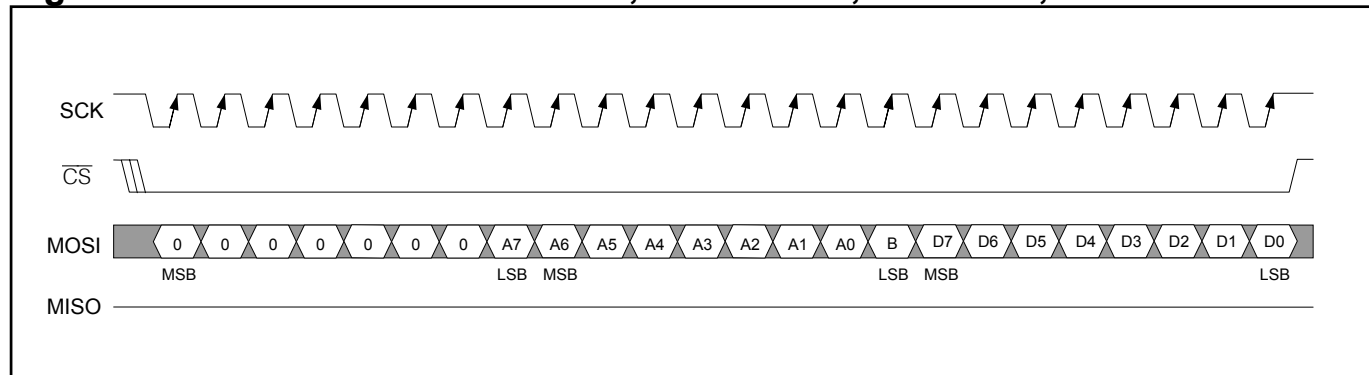 SCK
CS
MOSI 0 0 0 0 0 0 0 A7 A6 A5 A4 A3 A2 A1 A0 B D7 D6 D5 D4 D3 D2 D1 D0
MSB LSB MSB LSB MSB LSB
MISO